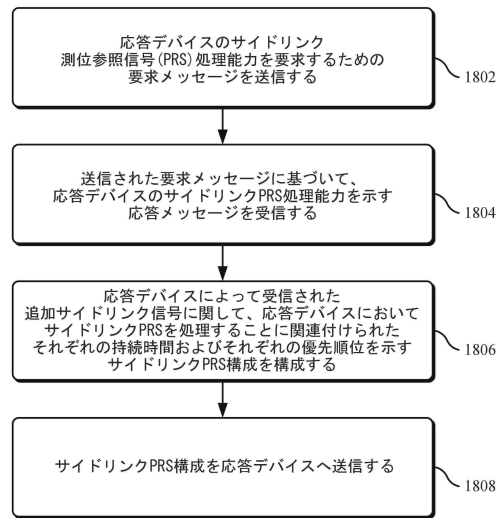 応答デバイスのサイドリンク
測位参照信号(PRS)処理能力を要求するための
要求メッセージを送信する
1802
送信された要求メッセージに基づいて、
応答デバイスのサイドリンクPRS処理能力を示す
応答メッセージを受信する
1804
応答デバイスによって受信された
追加サイドリンク信号に関して、応答デバイスにおいて
サイドリンクPRSを処理することに関連付けられた
それぞれの持続時間およびそれぞれの優先順位を示す
サイドリンクPRS構成を構成する
1806
サイドリンクPRS構成を応答デバイスへ送信する
1808